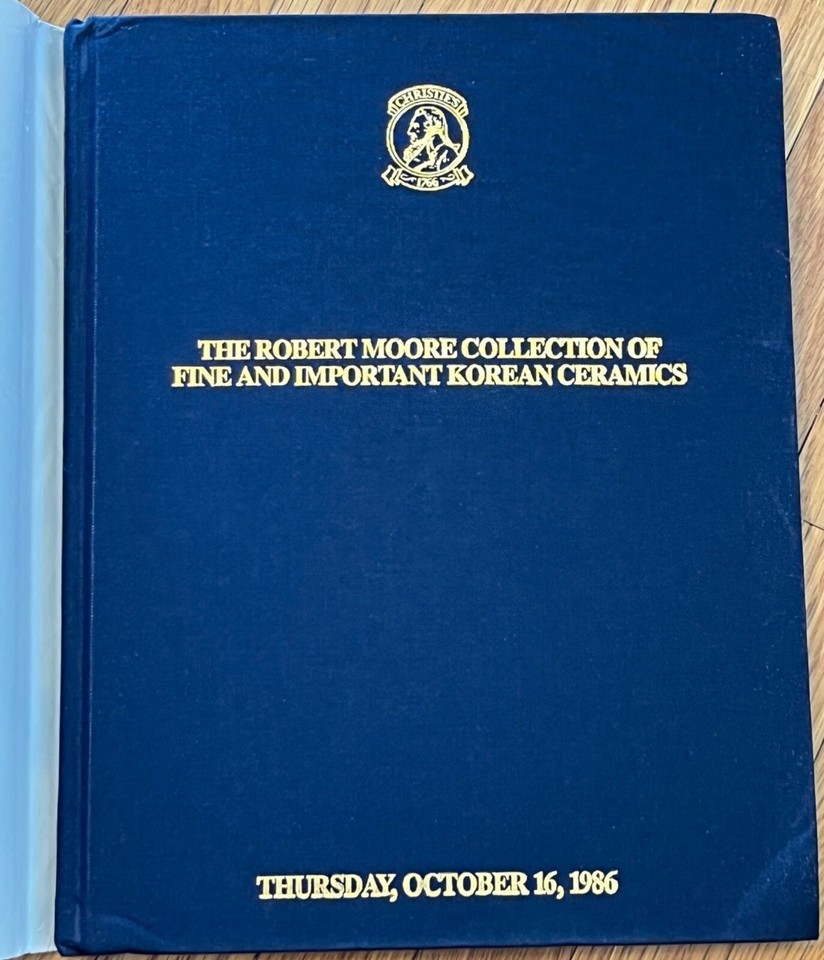 CHRISTIE'S
1766
THE ROBERT MOORE COLLECTION OF
FINE AND IMPORTANT KOREAN CERAMICS
THURSDAY, OCTOBER 16, 1986